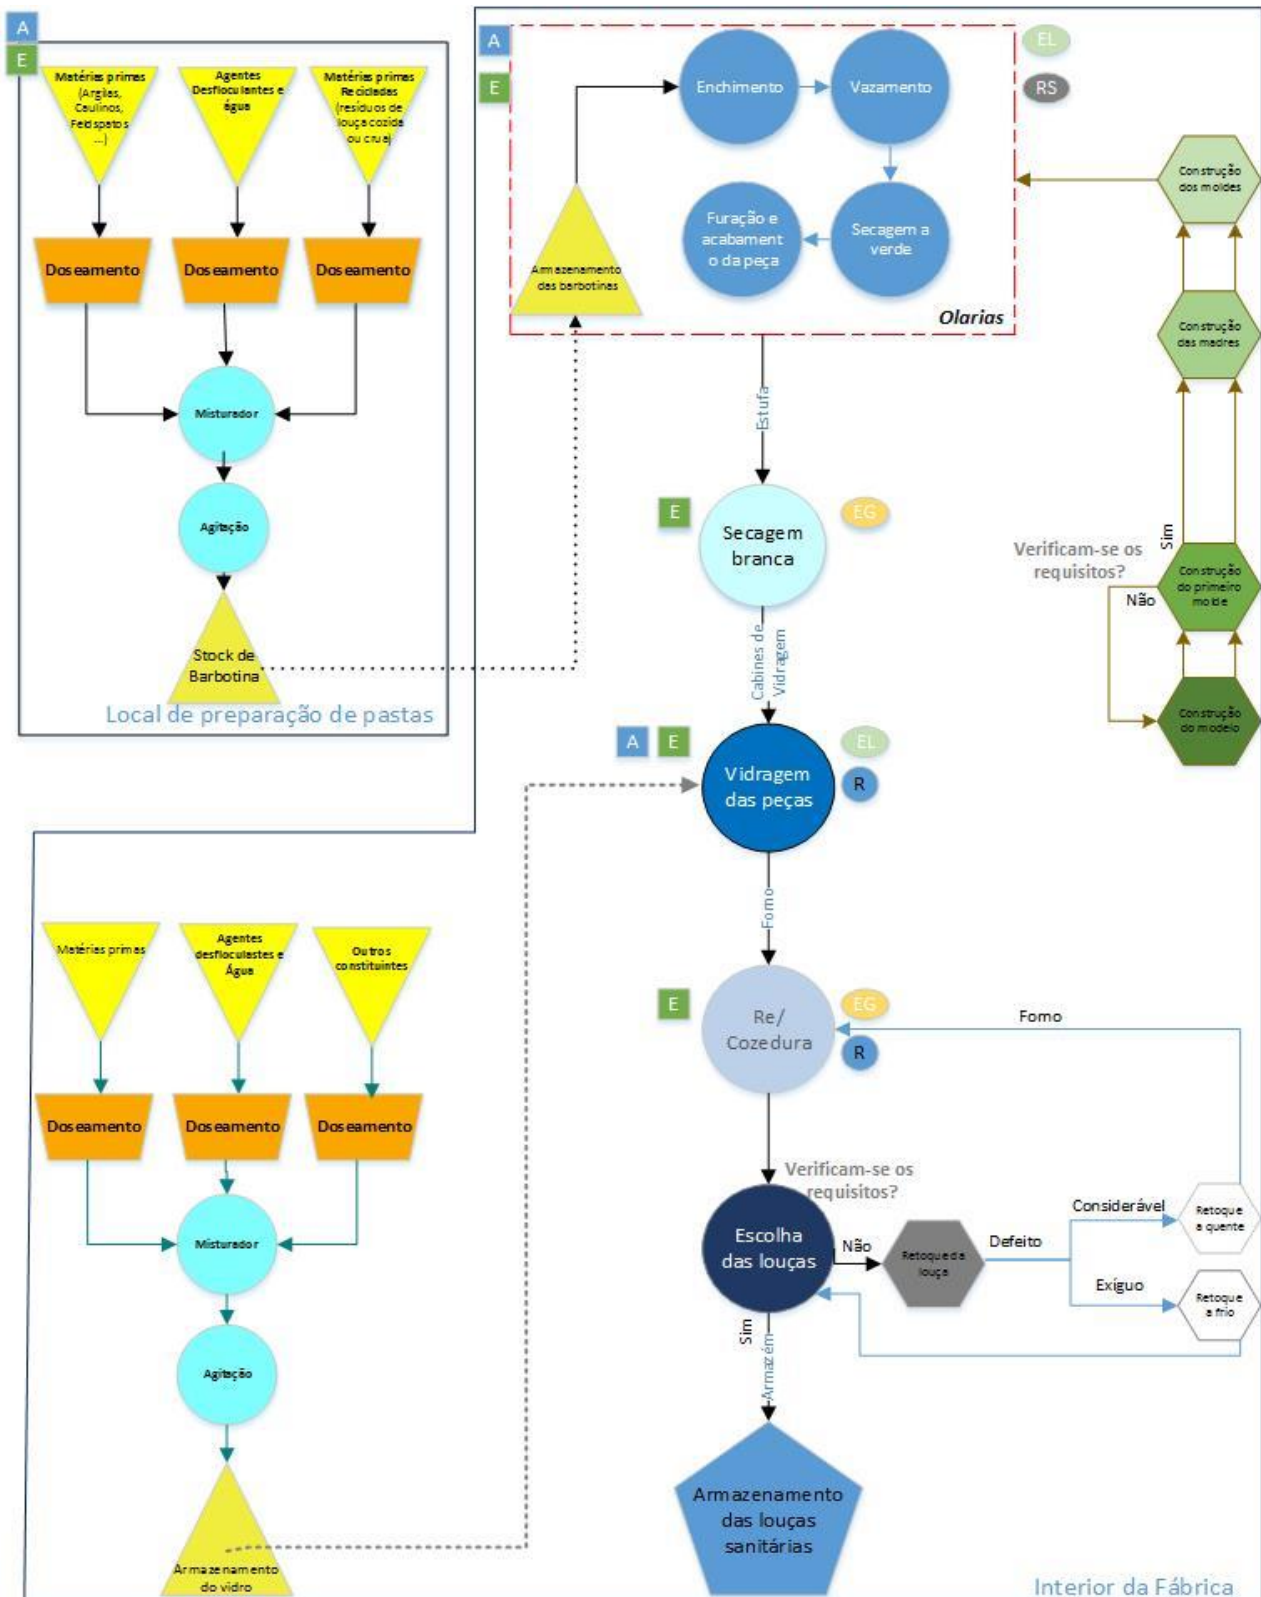 A
E
Matérias primas
(Argilas,
Caulinos,
Feldspatos
...)
Agentes
Desfloculantes e
água
Matérias primas
Recicladas
(resíduos de
louça cozida
ou crua)
Doseamento
Doseamento
Doseamento
Misturador
Agitação
Stock de
Barbotina
Local de preparação de pastas
A
E
Enchimento
Vazamento
EL
RS
Furação e
acabament
o da peça
Secagem a
verde
Armazenamento
das barbotinas
Olarias
Construção
dos moldes
Construção
das madres
Sim
Verificam-se os
requisitos?
Não
Construção
do primeiro
molde
Construção
do modelo
Estufa
E
Secagem
branca
EG
Cabines de
Vidragem
A
E
Vidragem
das peças
EL
R
Forno
E
Re/
Cozedura
EG
R
Forno
Matérias primas
Agentes
desfloculastes e
Água
Outros
constituintes
Doseamento
Doseamento
Doseamento
Misturador
Agitação
Armazenamento
do vidro
Verificam-se os
requisitos?
Escolha
das louças
Não
Retoque da
louça
Defeito
Considerável
Retoque
a quente
Exíguo
Retoque
a frio
Sim
Armazém
Armazenamento
das louças
sanitárias
Interior da Fábrica